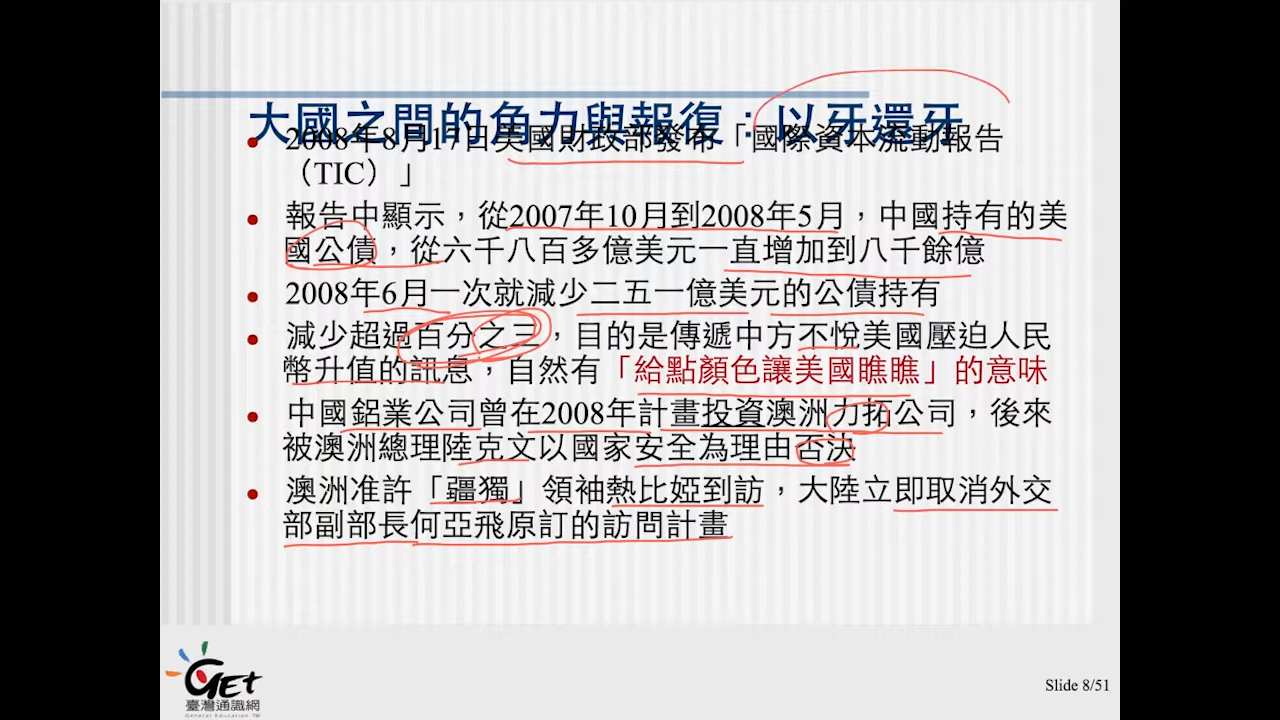 大國之間的角力與報復：以牙還牙
2008年8月17日美國財政部發布「國際資本流動報告
（TIC）」
報告中顯示，從2007年10月到2008年5月，中國持有的美
國公債，從六千八百多億美元一直增加到八千餘億
2008年6月一次就減少二五一億美元的公債持有
減少超過百分之三，目的是傳遞中方不悅美國壓迫人民
幣升值的訊息，自然有「給點顏色讓美國瞧瞧」的意味
中國鋁業公司曾在2008年計畫投資澳洲力拓公司，後來
被澳洲總理陸克文以國家安全為理由否決
澳洲准許「疆獨」領袖熱比婭到訪，大陸立即取消外交
部副部長何亞飛原訂的訪問計畫
GET
臺灣通識網
General Education TW
Slide 8/51